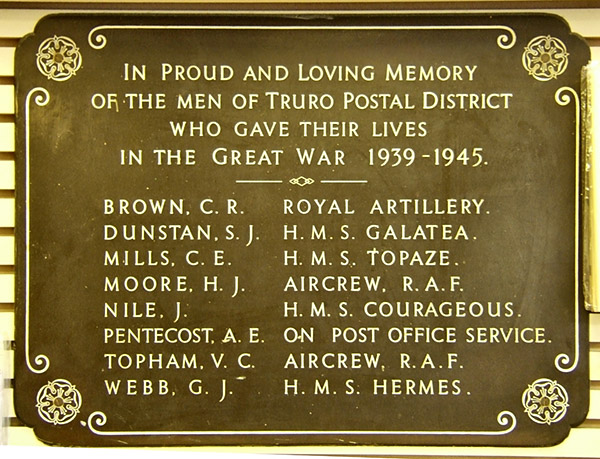 In Proud and Loving Memory
of the men of Truro Postal District
who gave their lives
in the Great War 1939-1945.
BROWN, C. R. ROYAL ARTILLERY.
DUNSTAN, S. J. H. M. S. GALATEA.
MILLS, C. E. H. M. S. TOPAZE.
MOORE, H. J. AIRCREW, R. A. F.
NILE, J. H. M. S. COURAGEOUS.
PENTECOST, A. E. ON POST OFFICE SERVICE.
TOPHAM, V. C. AIRCREW, R. A. F.
WEBB, G. J. H. M. S. HERMES.